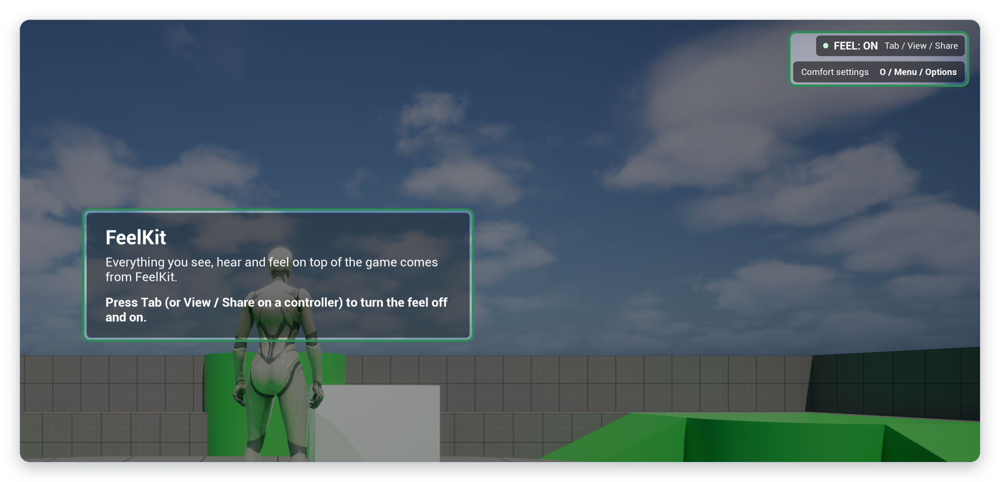 FEEL: ON Tab / View / Share
Comfort settings O / Menu / Options
FeelKit
Everything you see, hear and feel on top of the game comes
from FeelKit.
Press Tab (or View / Share on a controller) to turn the feel off
and on.